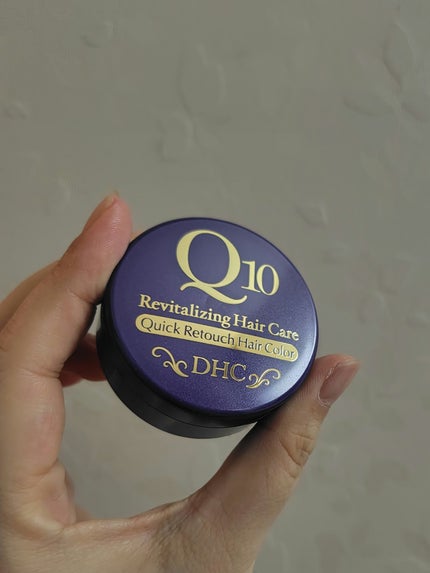 Q10
Revitalizing Hair Care
Quick Retouch Hair Color
DHC